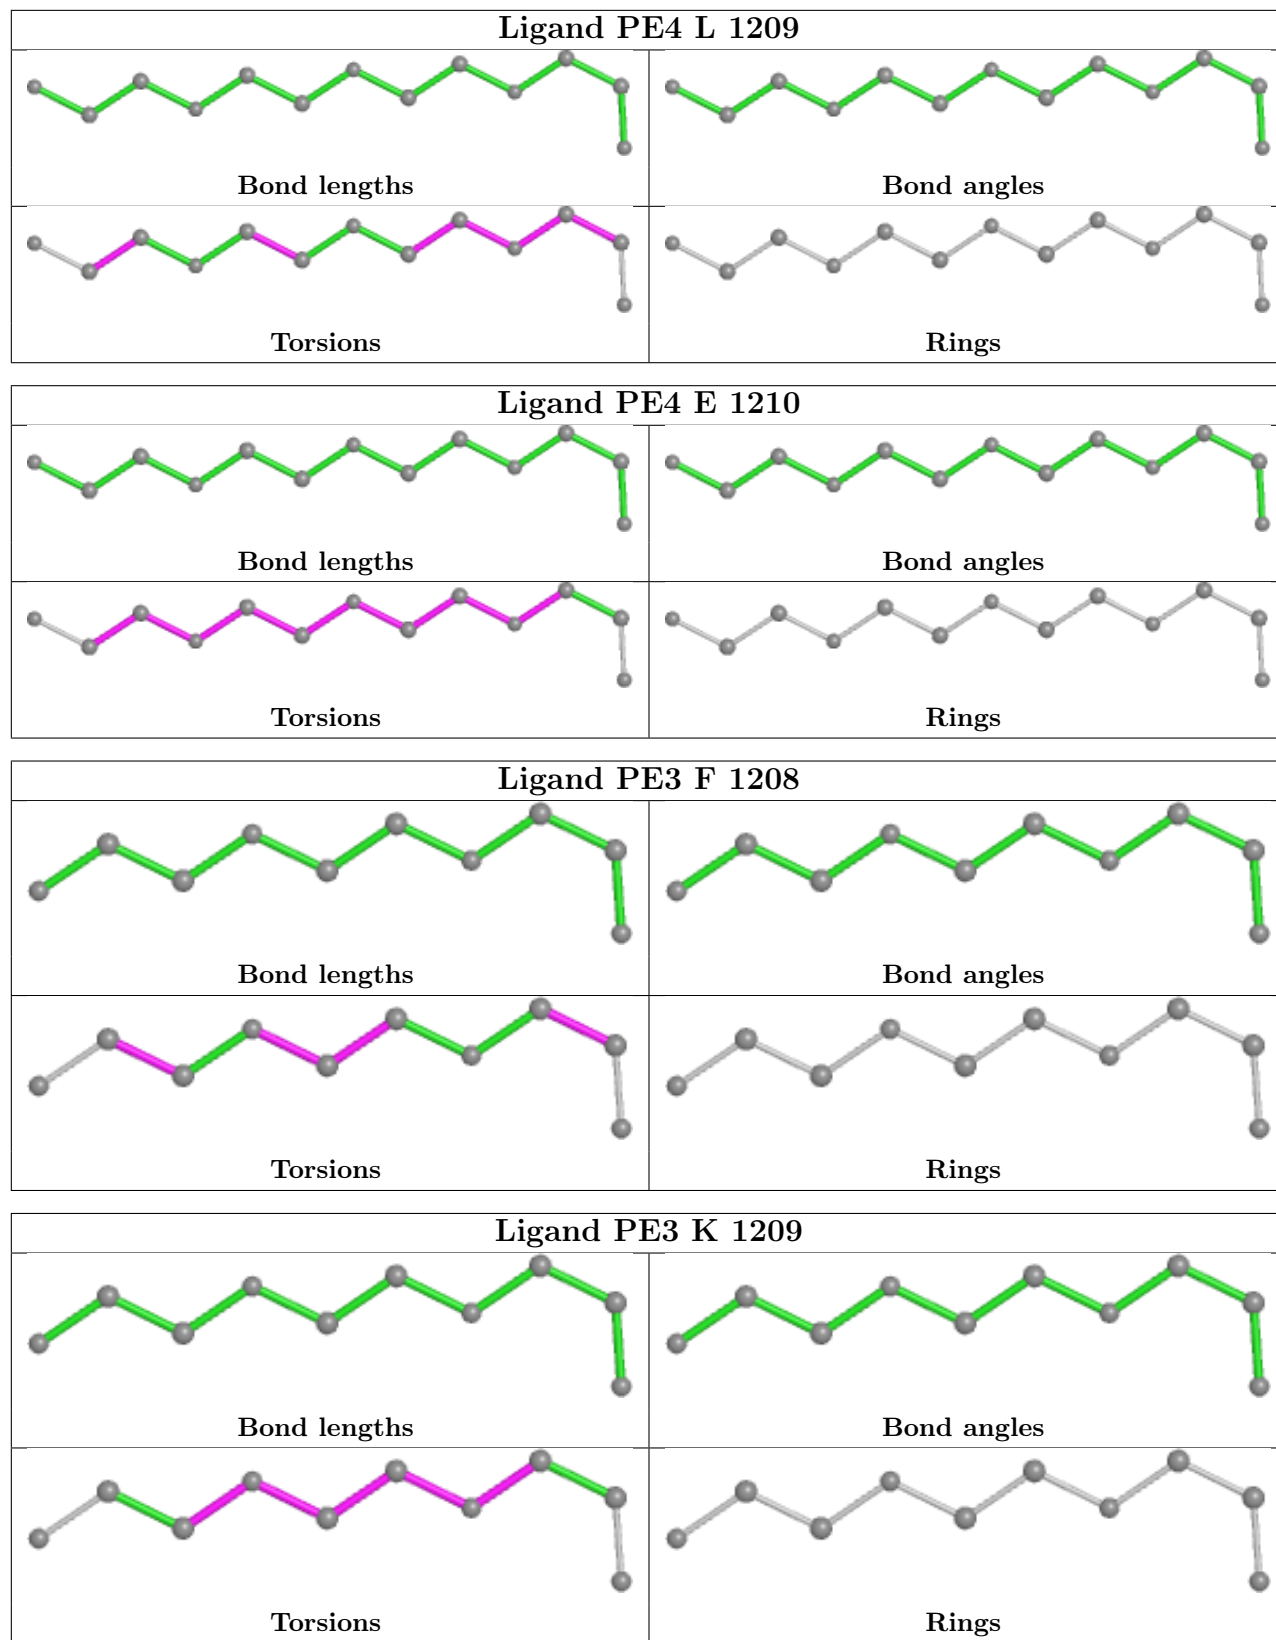 Ligand PE4 L 1209
Bond lengths Bond angles
Torsions Rings
Ligand PE4 E 1210
Bond lengths Bond angles
Torsions Rings
Ligand PE3 F 1208
Bond lengths Bond angles
Torsions Rings
Ligand PE3 K 1209
Bond lengths Bond angles
Torsions Rings